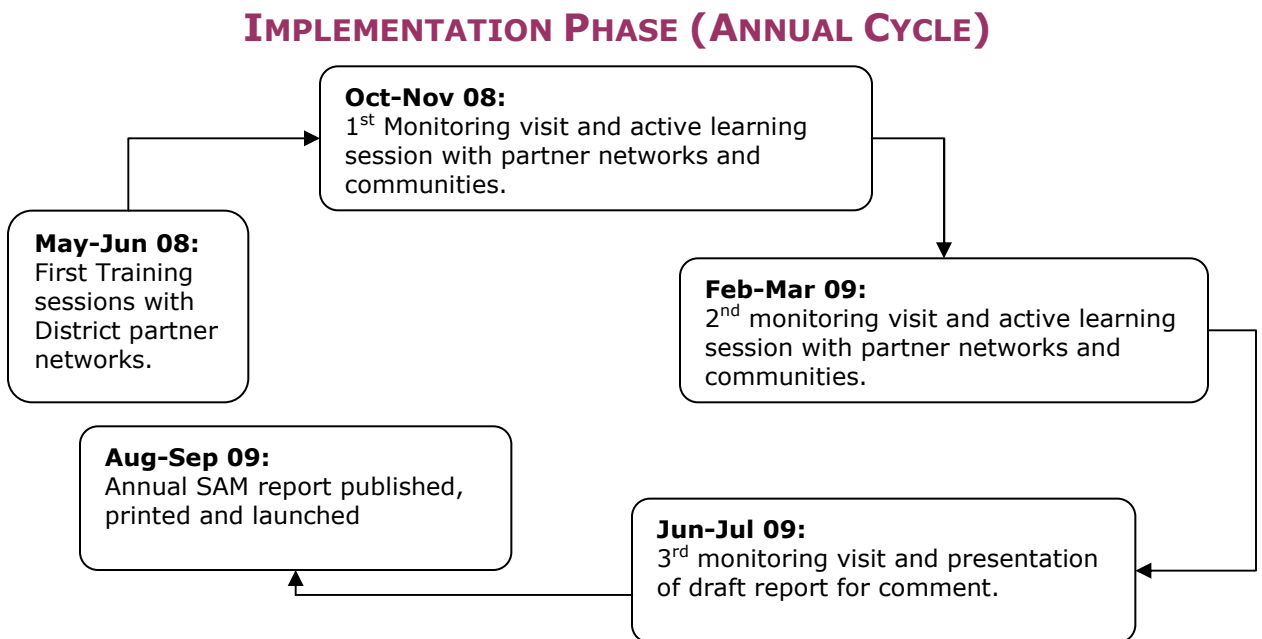 IMPLEMENTATION PHASE (ANNUAL CYCLE)
Oct-Nov 08:
1st Monitoring visit and active learning
session with partner networks and
communities.
May-Jun 08:
First Training
sessions with
District partner
networks.
Feb-Mar 09:
2nd monitoring visit and active learning
session with partner networks and
communities.
Aug-Sep 09:
Annual SAM report published,
printed and launched
Jun-Jul 09:
3rd monitoring visit and presentation
of draft report for comment.